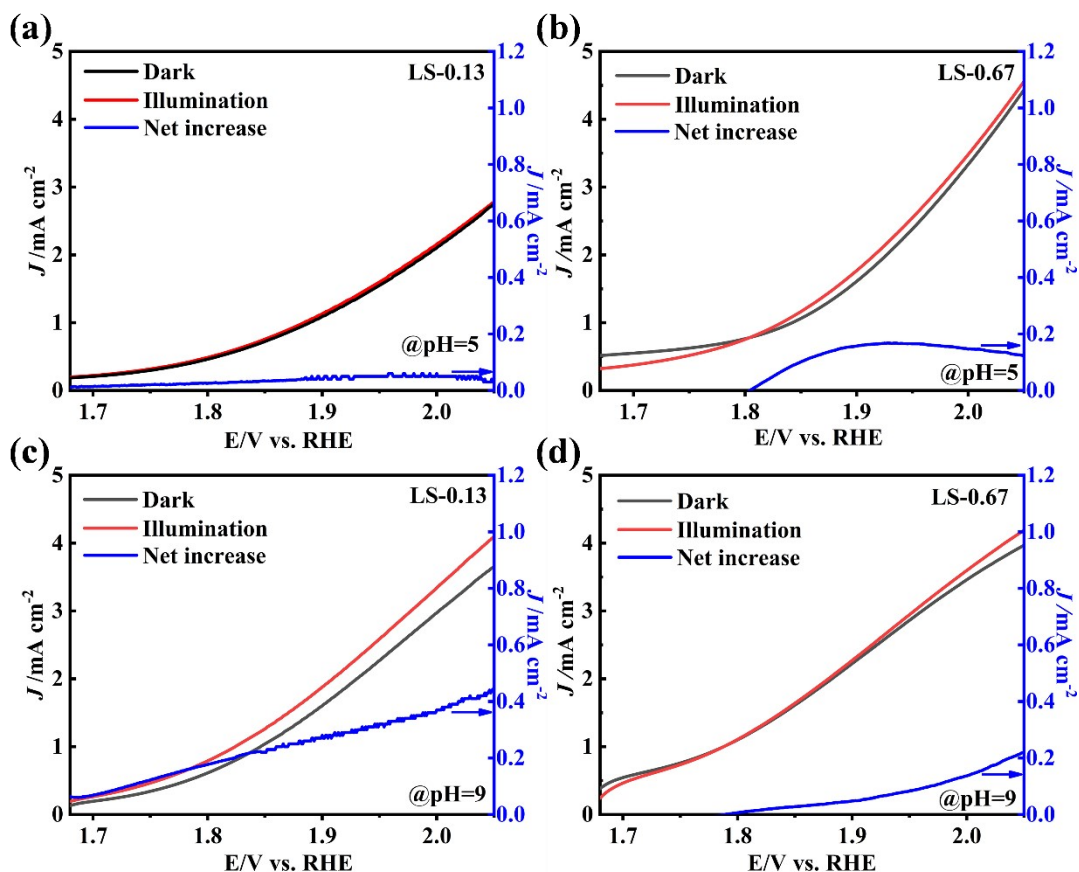 (a)
LS-0.13
Dark
Illumination
Net increase
@pH=5
J /mA cm-2
5
4
3
2
1
0
1.7
1.8
1.9
2.0
E/V vs. RHE
1.2
1.0
0.8
0.6
0.4
0.2
0.0
J /mA cm-2
(b)
LS-0.67
Dark
Illumination
Net increase
@pH=5
J /mA cm-2
5
4
3
2
1
0
1.7
1.8
1.9
2.0
E/V vs. RHE
1.2
1.0
0.8
0.6
0.4
0.2
0.0
J /mA cm-2
(c)
LS-0.13
Dark
Illumination
Net increase
@pH=9
J /mA cm-2
5
4
3
2
1
0
1.7
1.8
1.9
2.0
E/V vs. RHE
1.2
1.0
0.8
0.6
0.4
0.2
0.0
J /mA cm-2
(d)
LS-0.67
Dark
Illumination
Net increase
@pH=9
J /mA cm-2
5
4
3
2
1
0
1.7
1.8
1.9
2.0
E/V vs. RHE
1.2
1.0
0.8
0.6
0.4
0.2
0.0
J /mA cm-2